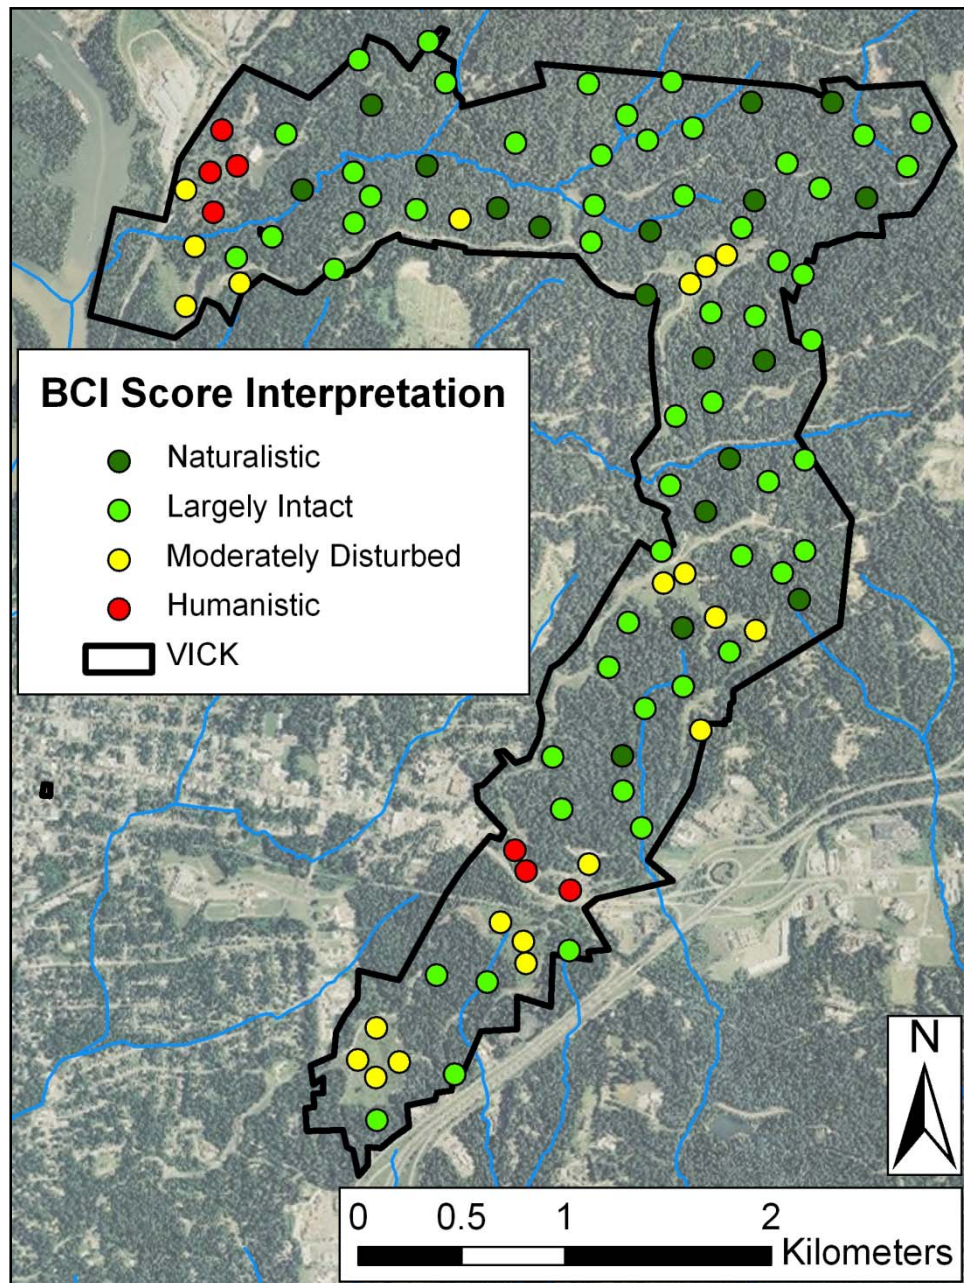 BCI Score Interpretation
Naturalistic
Largely Intact
Moderately Disturbed
Humanistic
VICK
N
0 0.5 1 2
Kilometers